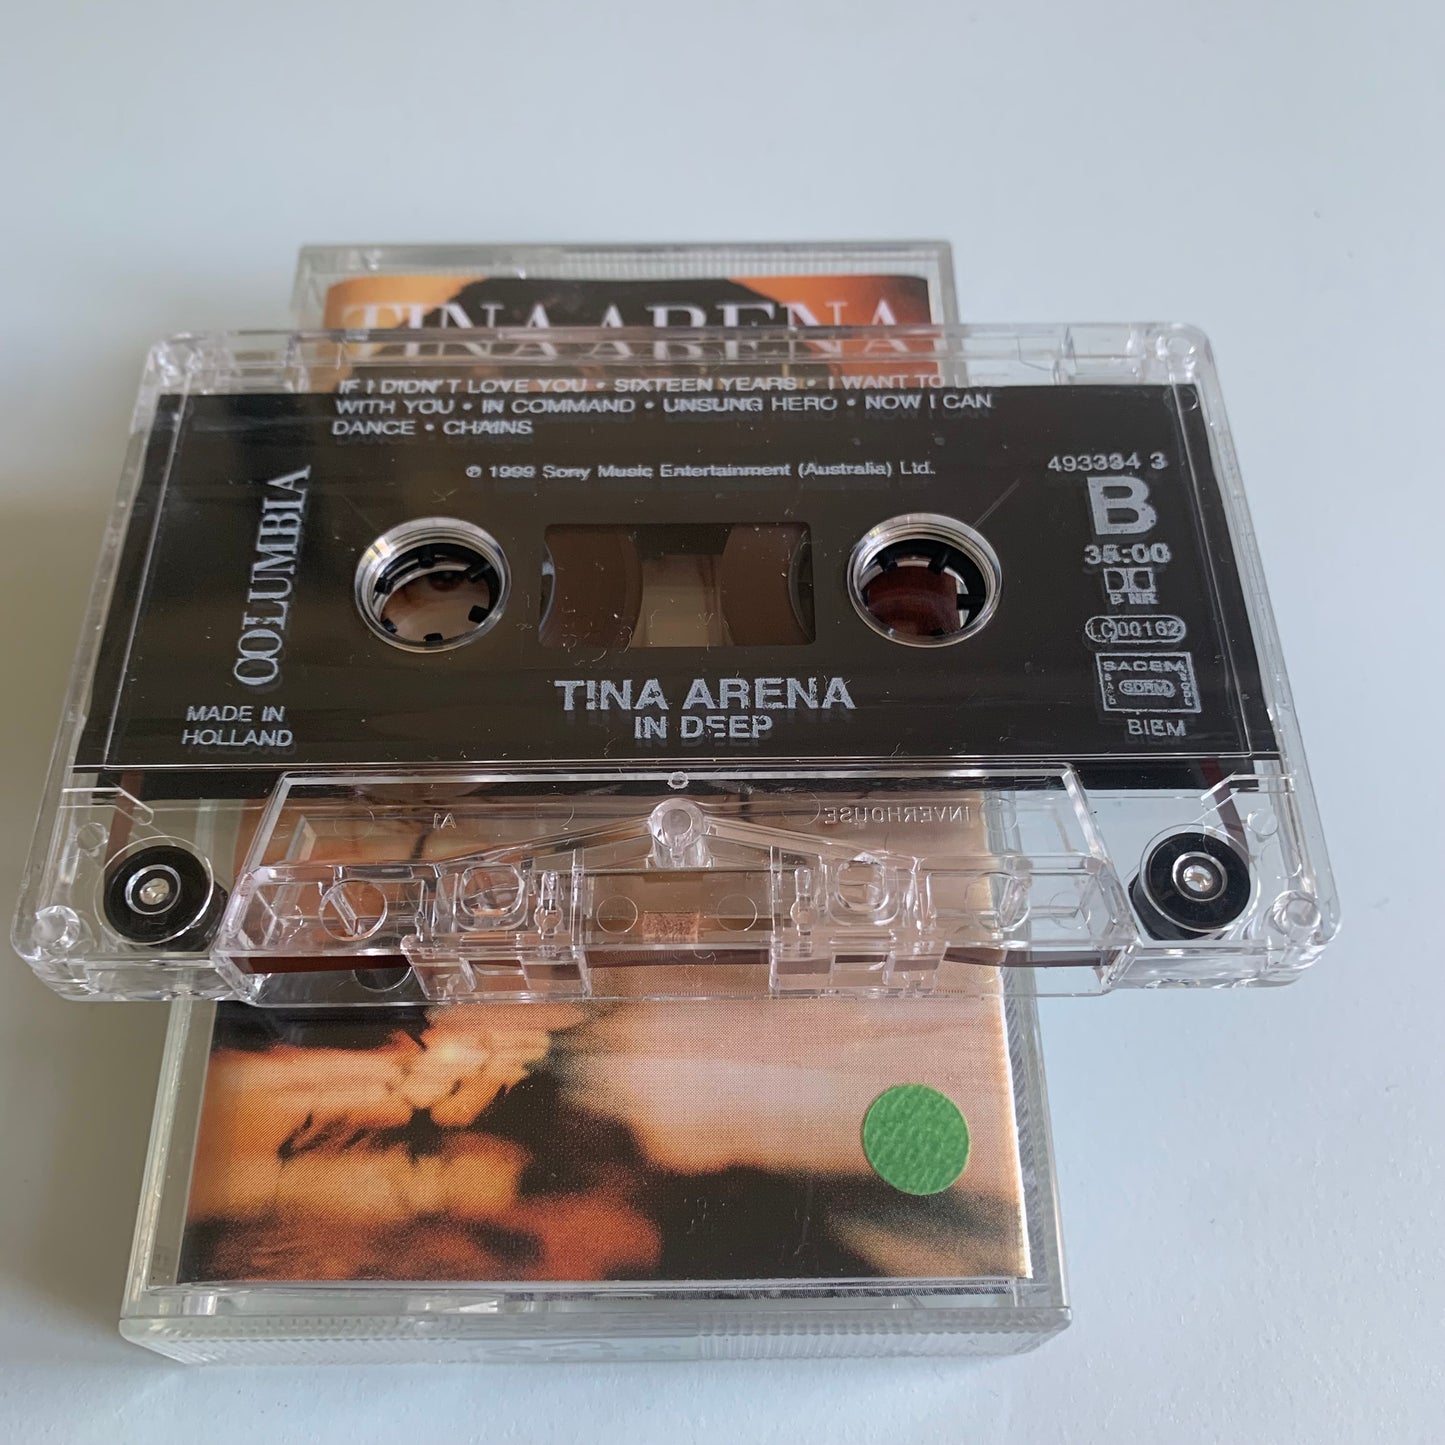 TINA ARENA
IF I DIDN'T LOVE YOU • SIXTEEN YEARS • I WANT TO
WITH YOU • IN COMMAND • UNSUNG HERO • NOW I CAN
DANCE • CHAINS
℗ 1999 Sony Music Entertainment (Australia) Ltd.
493334 3
B
35:00
B NR
LC 00162
SACEM
SDRM
BIEM
COLUMBIA
MADE IN
HOLLAND
TINA ARENA
IN DEEP
A1
INVERHOUSE